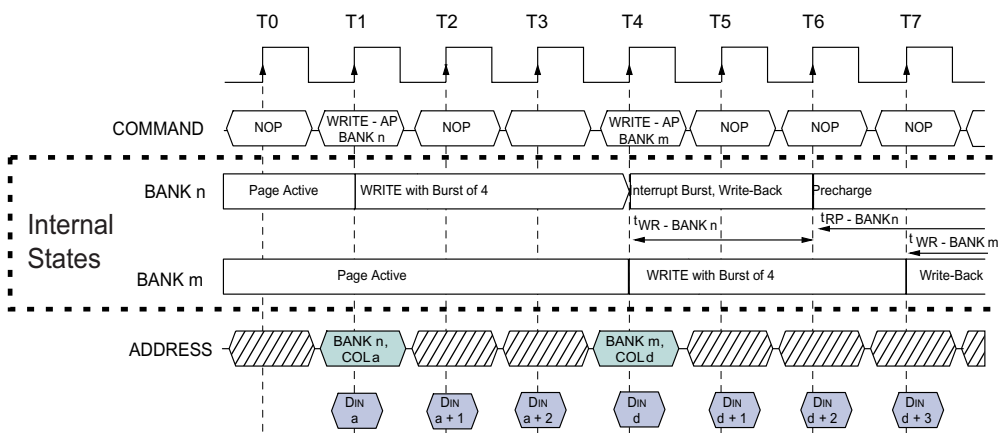 T0 T1 T2 T3 T4 T5 T6 T7
COMMAND NOP WRITE - AP BANK n NOP WRITE - AP BANK m NOP NOP NOP
Internal States
BANK n Page Active WRITE with Burst of 4 Interrupt Burst, Write-Back Precharge
tWR - BANK n tRP - BANK n
t WR - BANK m
BANK m Page Active WRITE with Burst of 4 Write-Back
ADDRESS BANK n, COL a BANK m, COL d
DIN a DIN a + 1 DIN a + 2 DIN d DIN d + 1 DIN d + 2 DIN d + 3